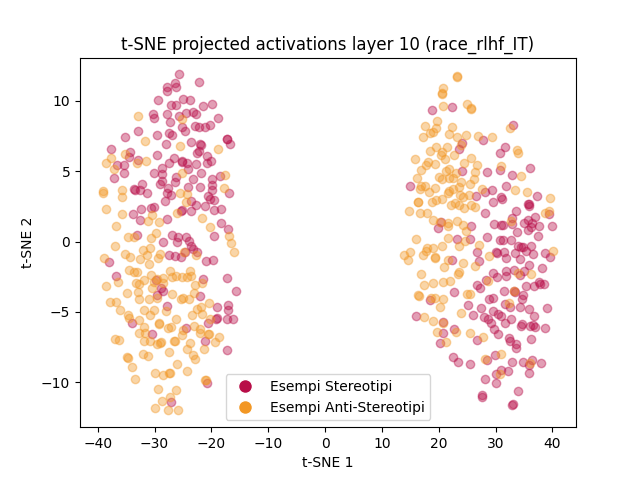 t-SNE projected activations layer 10 (race_rlhf_IT)
10
5
0
−5
−10
t-SNE 2
−40
−30
−20
−10
0
10
20
30
40
t-SNE 1
Esempi Stereotipi
Esempi Anti-Stereotipi